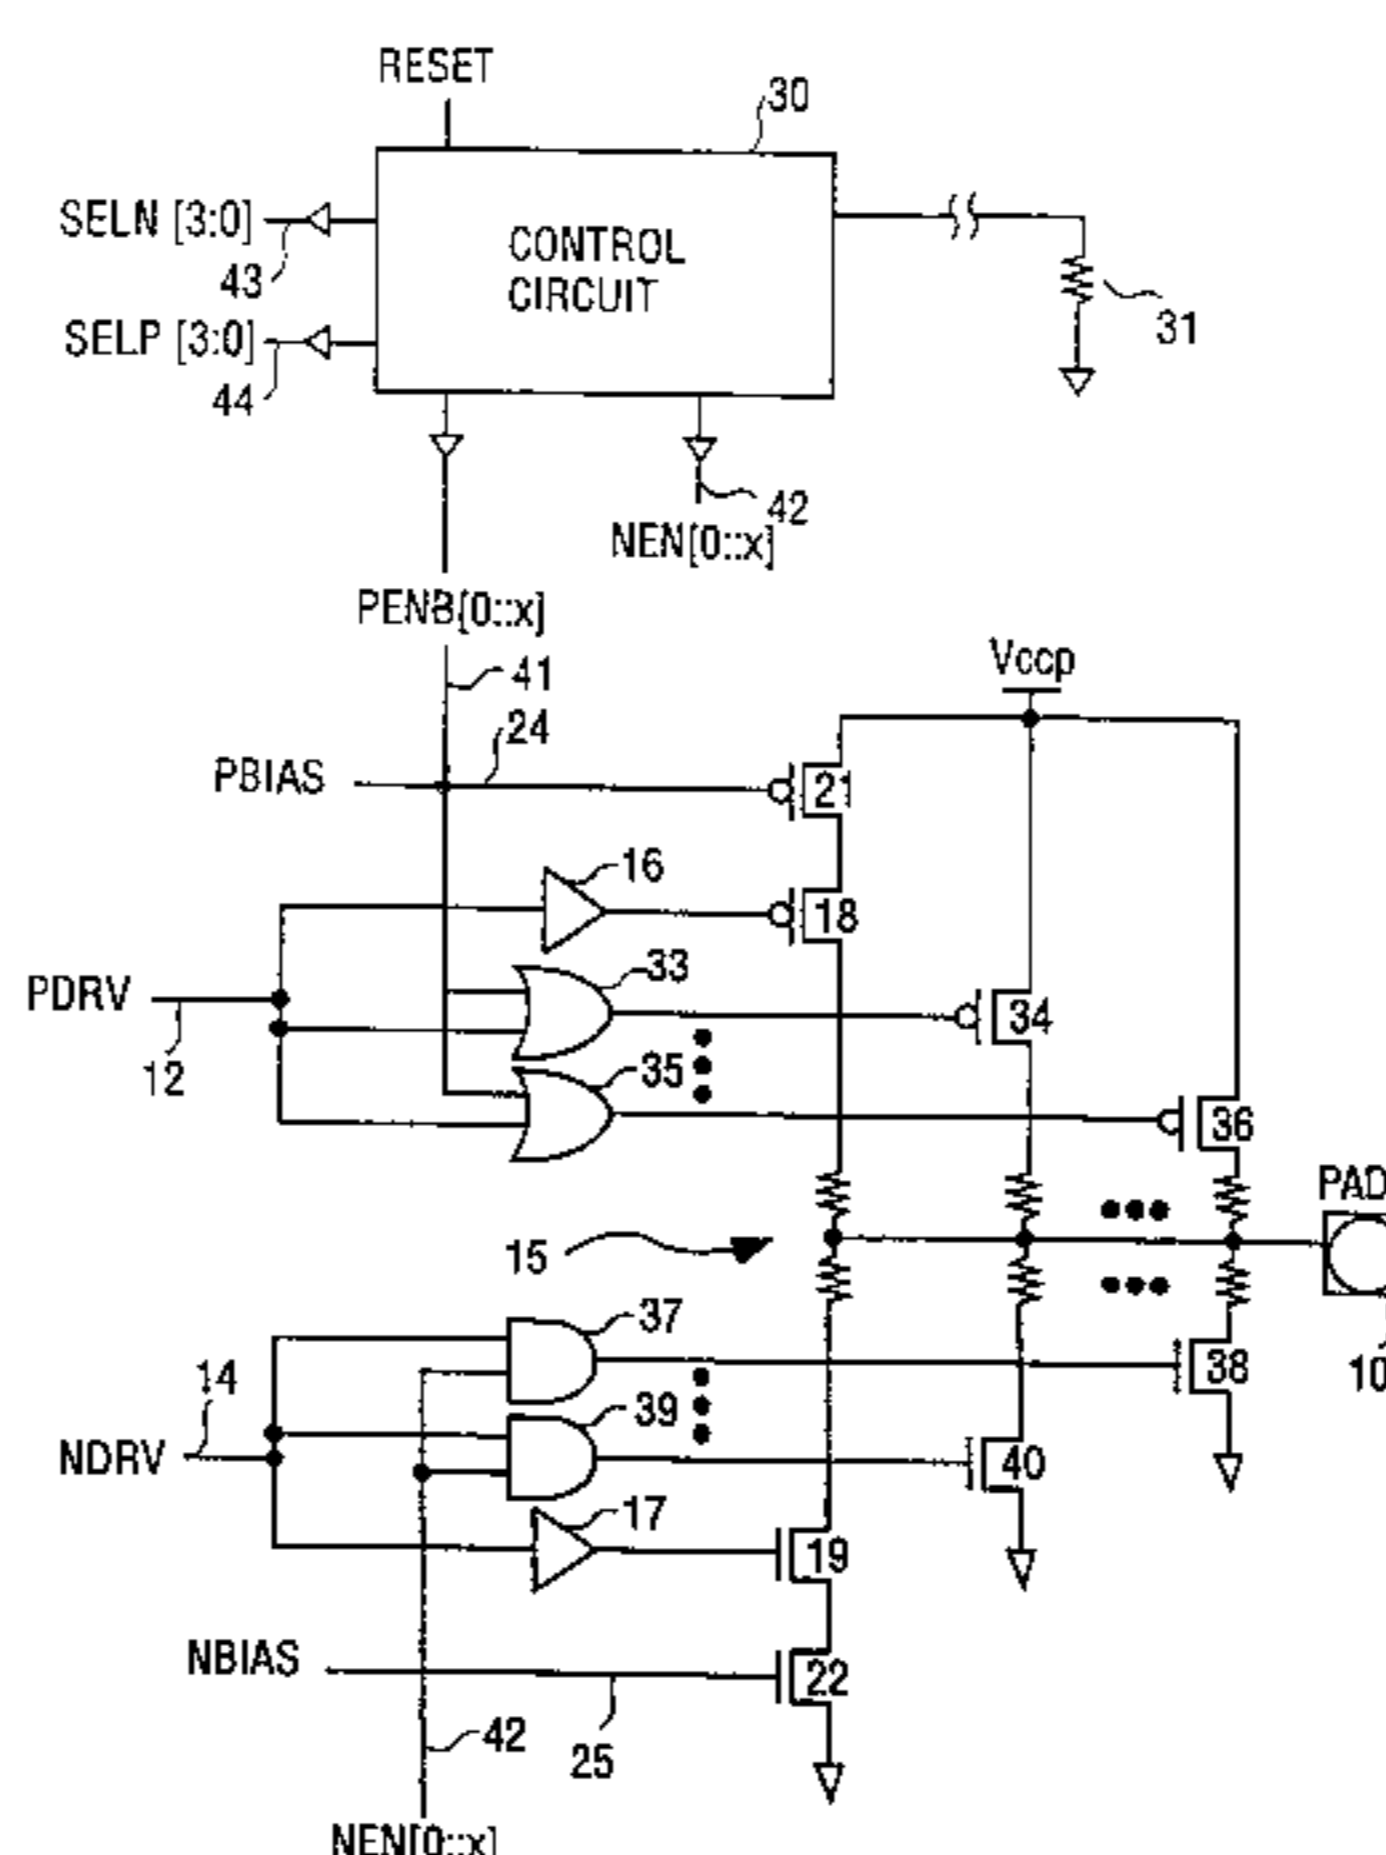 RESET
30
SELN [3:0]
43
CONTROL
CIRCUIT
SELP [3:0]
44
31
42
NEN[0::x]
PENB[0::x]
41
Vccp
24
PBIAS
21
16
18
33
PDRV
34
12
35
36
PAD
15
37
38
14
10
39
NDRV
40
17
19
NBIAS
22
42
25
NEN[0::x]